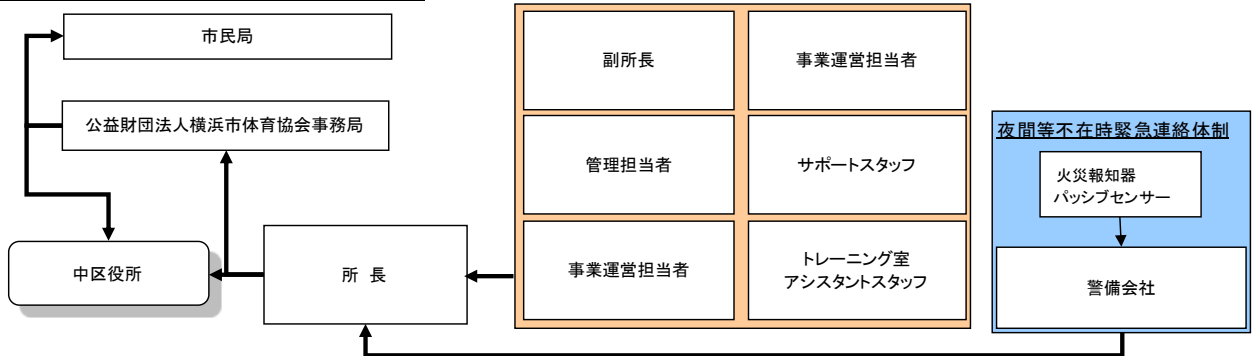 市民局
公益財団法人横浜市体育協会事務局
中区役所
所 長
副所長
事業運営担当者
管理担当者
サポートスタッフ
事業運営担当者
トレーニング室
アシスタントスタッフ
夜間等不在時緊急連絡体制
火災報知器
パッシブセンサー
警備会社